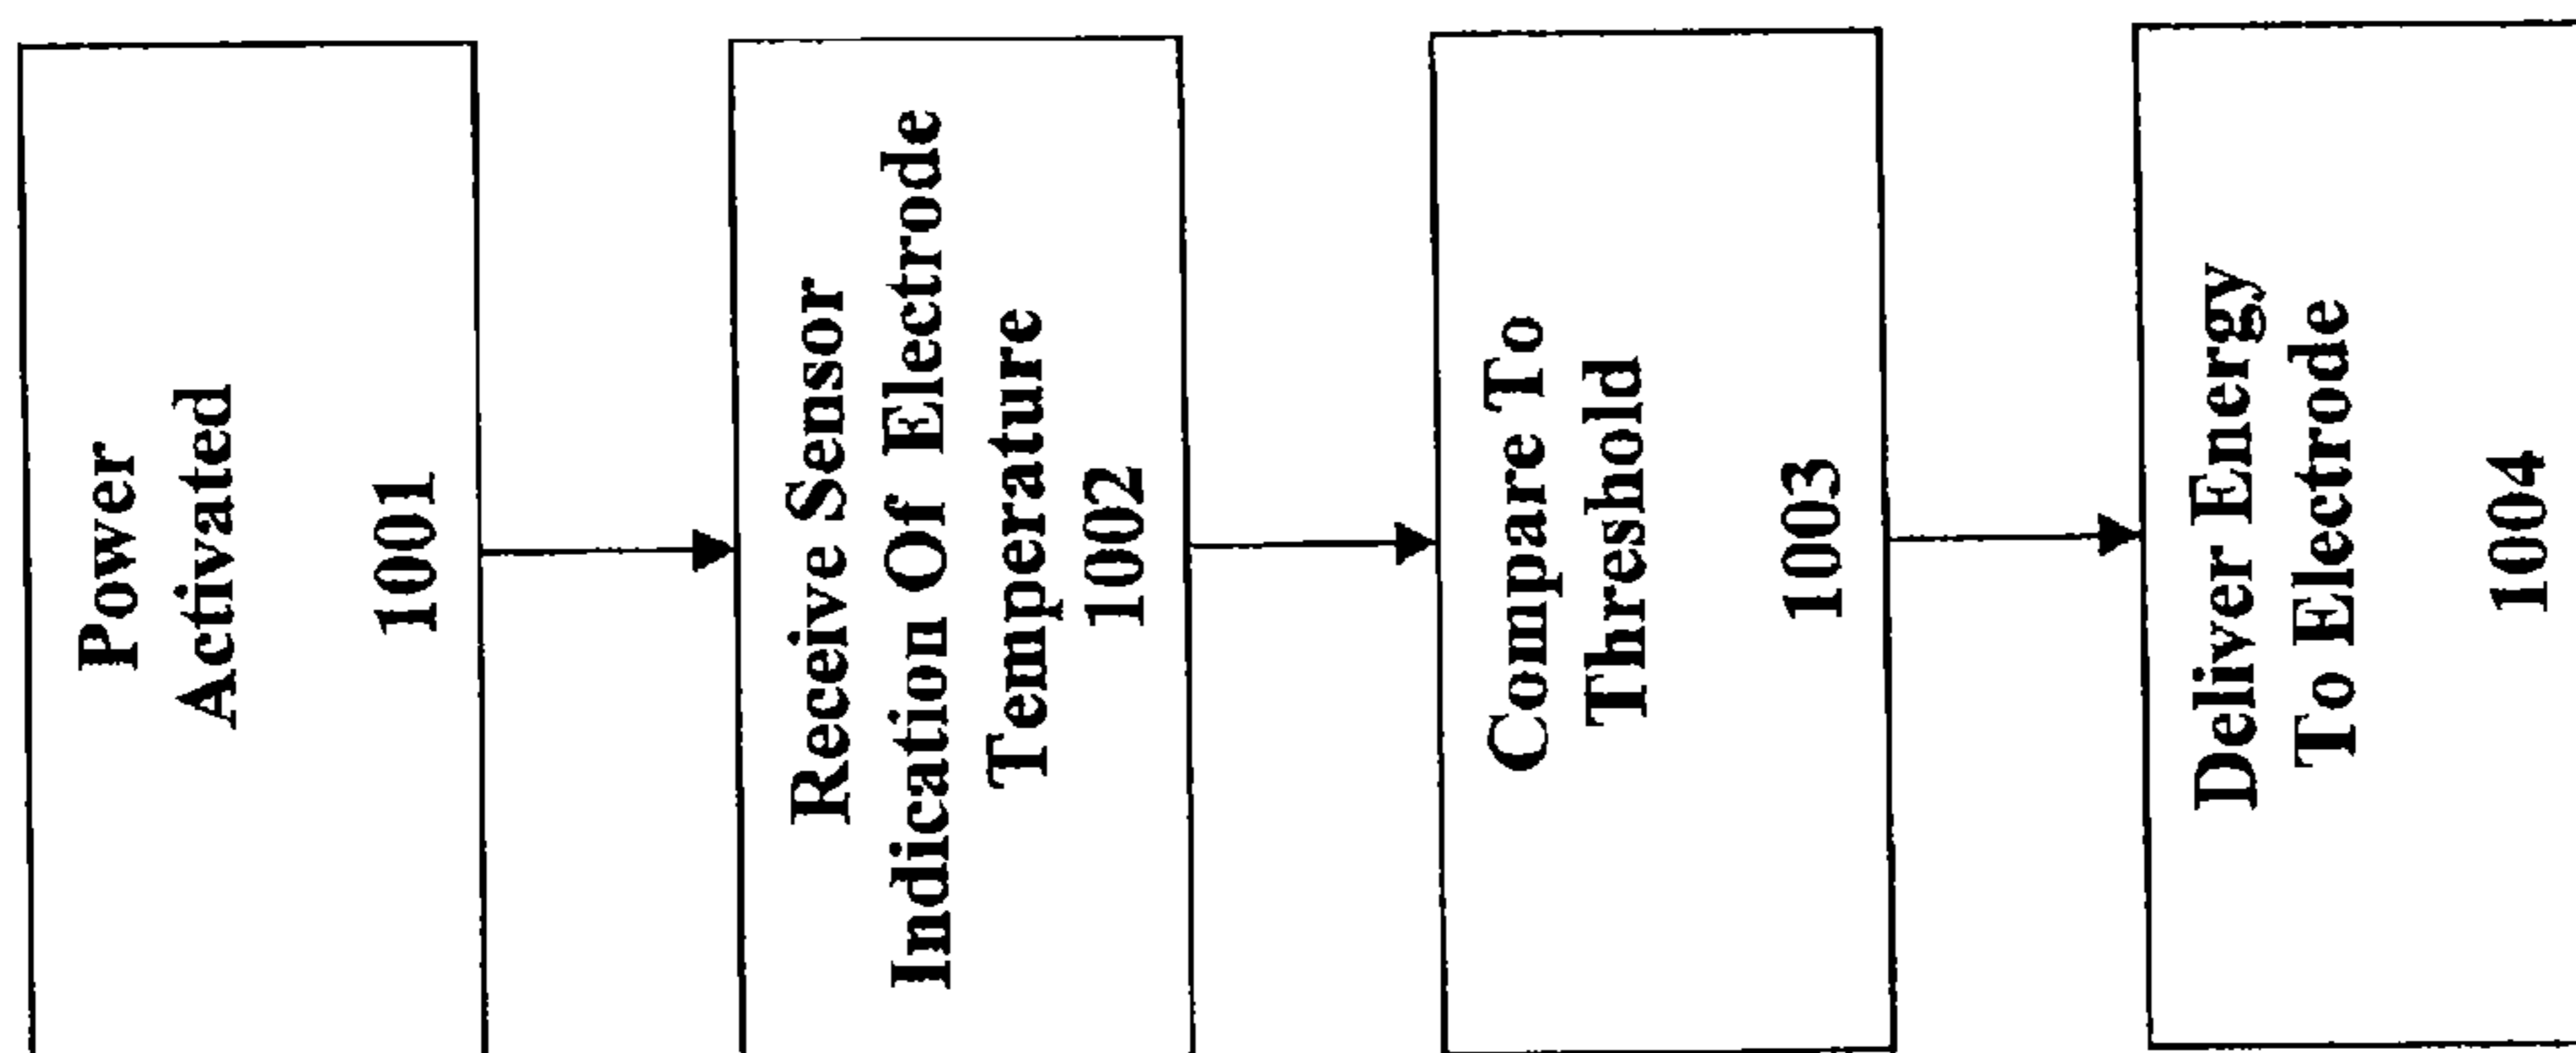 Power
Activated
1001
Receive Sensor
Indication Of Electrode
Temperature
1002
Compare To
Threshold
1003
Deliver Energy
To Electrode
1004